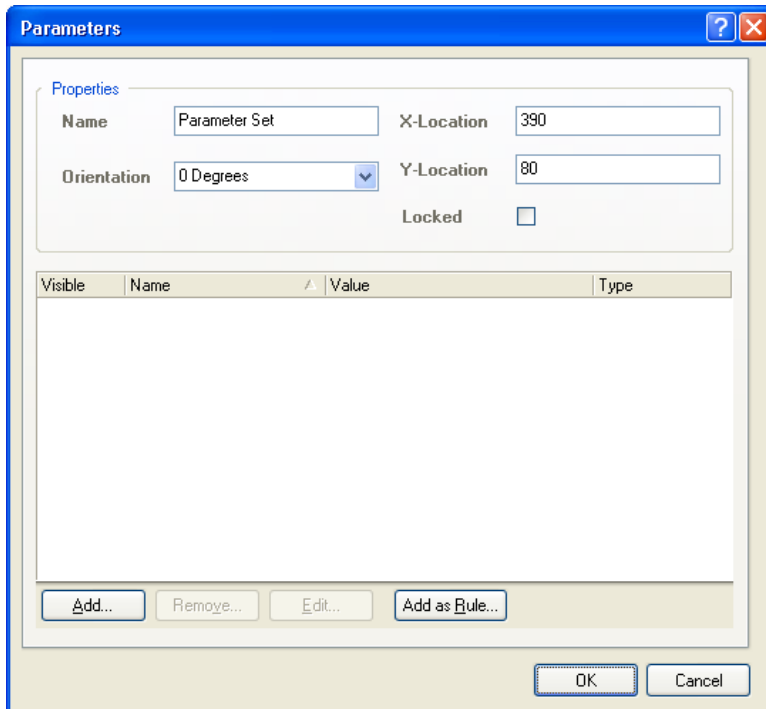 Parameters
Properties
Name Parameter Set X-Location 390
Orientation 0 Degrees Y-Location 80
Locked
Visible Name Value Type
Add... Remove... Edit... Add as Rule...
OK Cancel